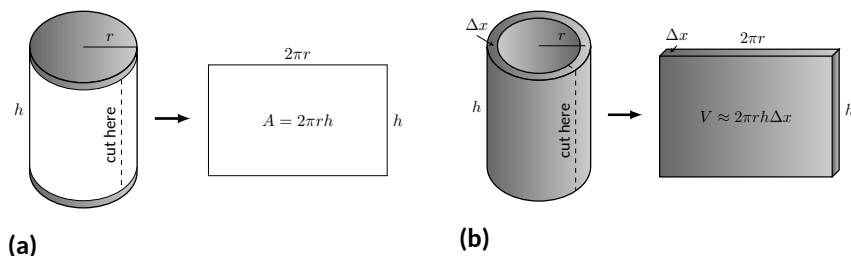 r
h
cut here
2πr
A = 2πrh
h
(a)
Δx
r
h
cut here
Δx
2πr
V ≈ 2πrhΔx
h
(b)